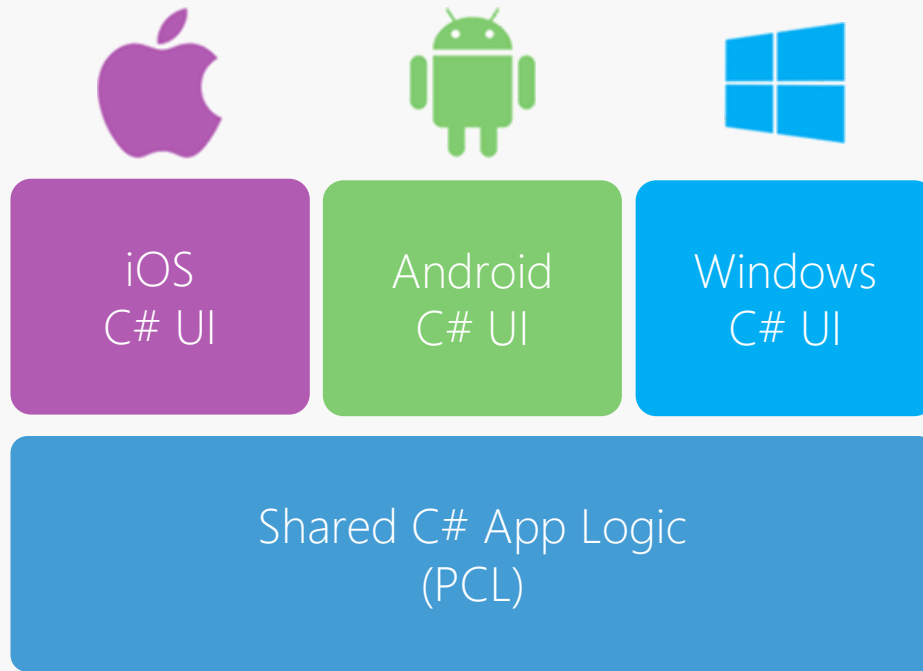 iOS
C# UI
Android
C# UI
Windows
C# UI
Shared C# App Logic
(PCL)